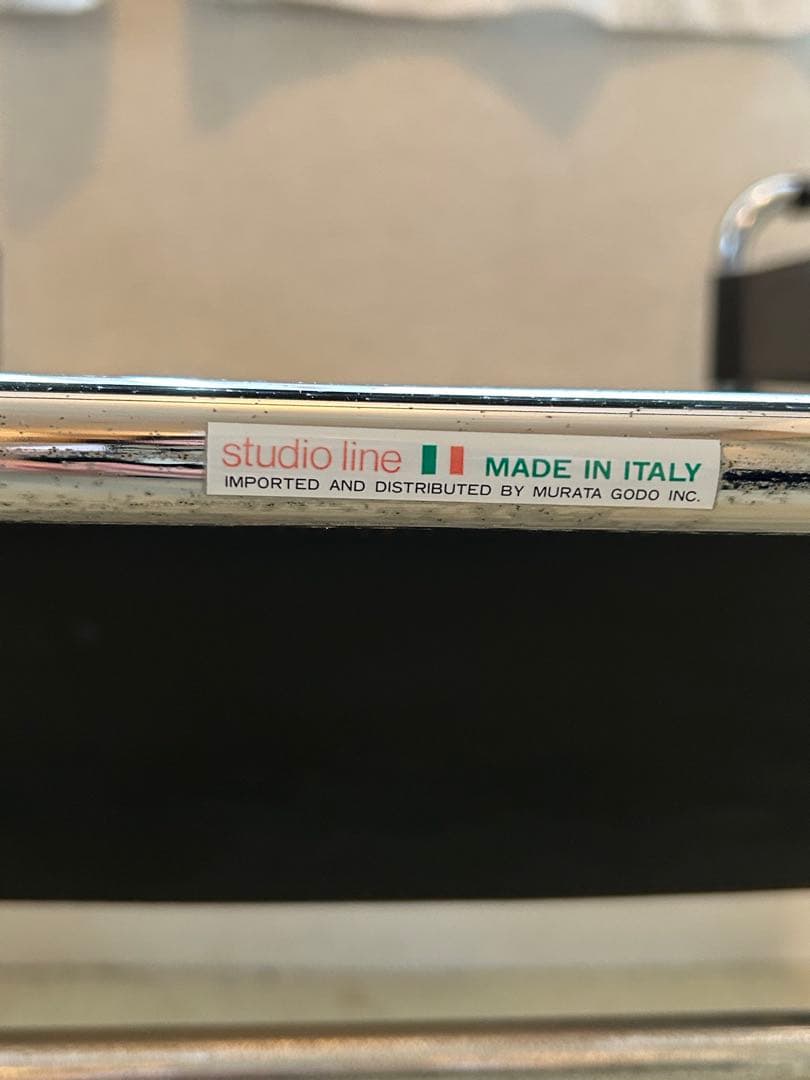 studio line MADE IN ITALY
IMPORTED AND DISTRIBUTED BY MURATA GODO INC.